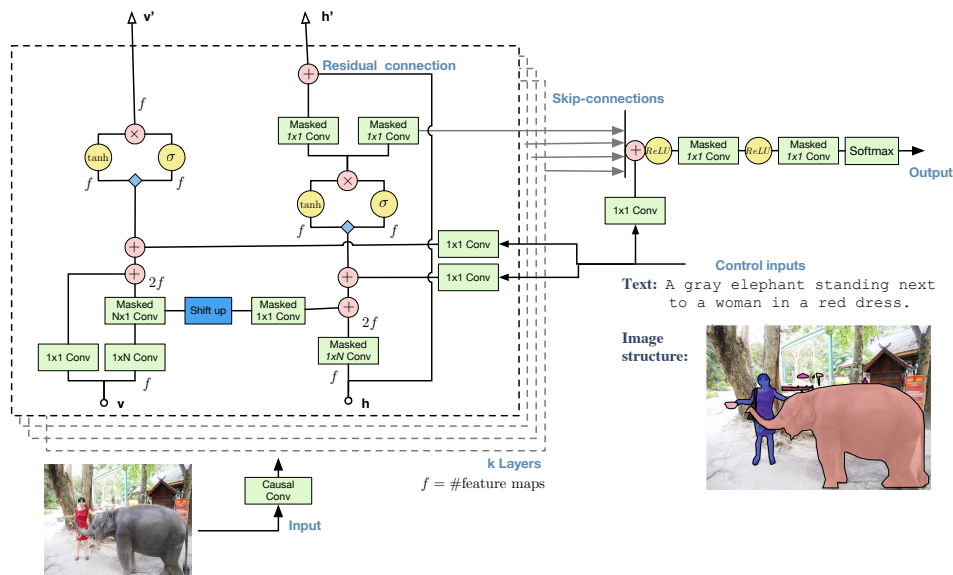 v'
h'
Residual connection
f
tanh
σ
f
f
Masked
1x1 Conv
Masked
1x1 Conv
tanh
σ
f
f
Skip-connections
ReLU
Masked
1x1 Conv
ReLU
Masked
1x1 Conv
Softmax
Output
1x1 Conv
1x1 Conv
1x1 Conv
Control inputs
Text: A gray elephant standing next
to a woman in a red dress.
Image
structure:
2f
Masked
Nx1 Conv
Shift up
Masked
1x1 Conv
2f
Masked
1xN Conv
f
1x1 Conv
1xN Conv
f
v
h
k Layers
f = #feature maps
Causal
Conv
Input